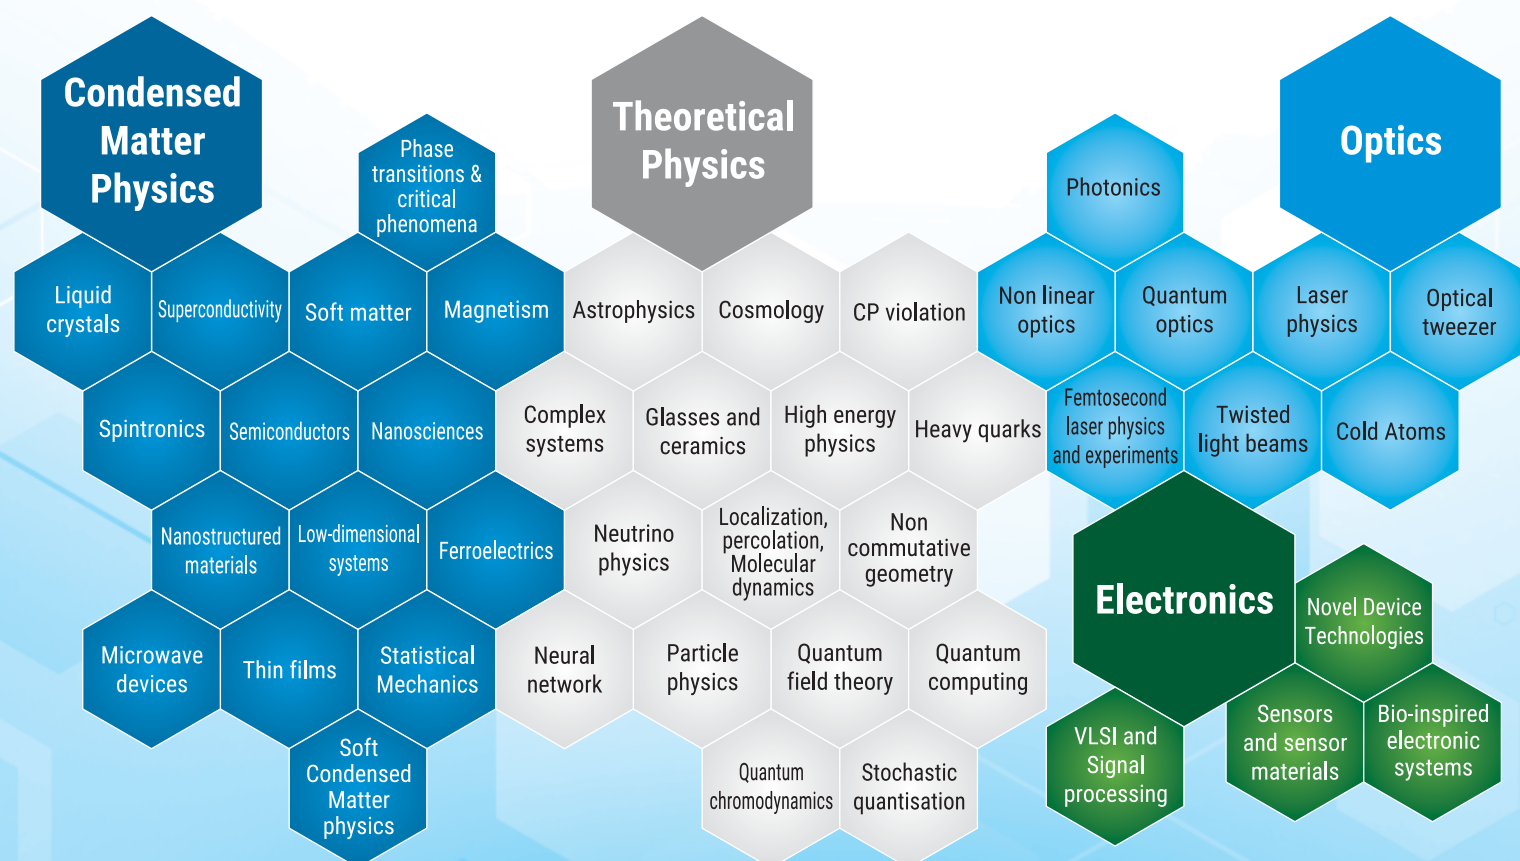 Condensed
Matter
Physics
Phase
transitions &
critical
phenomena
Liquid
crystals
Superconductivity
Soft matter
Magnetism
Spintronics
Semiconductors
Nanosciences
Nanostructured
materials
Low-dimensional
systems
Ferroelectrics
Microwave
devices
Thin films
Statistical
Mechanics
Soft
Condensed
Matter
physics
Theoretical
Physics
Astrophysics
Cosmology
CP violation
Complex
systems
Glasses and
ceramics
High energy
physics
Heavy quarks
Neutrino
physics
Localization,
percolation,
Molecular
dynamics
Non
commutative
geometry
Neural
network
Particle
physics
Quantum
field theory
Quantum
computing
Quantum
chromodynamics
Stochastic
quantisation
Optics
Photonics
Non linear
optics
Quantum
optics
Laser
physics
Optical
tweezer
Femtosecond
laser physics
and experiments
Twisted
light beams
Cold Atoms
Electronics
Novel Device
Technologies
VLSI and
Signal
processing
Sensors
and sensor
materials
Bio-inspired
electronic
systems